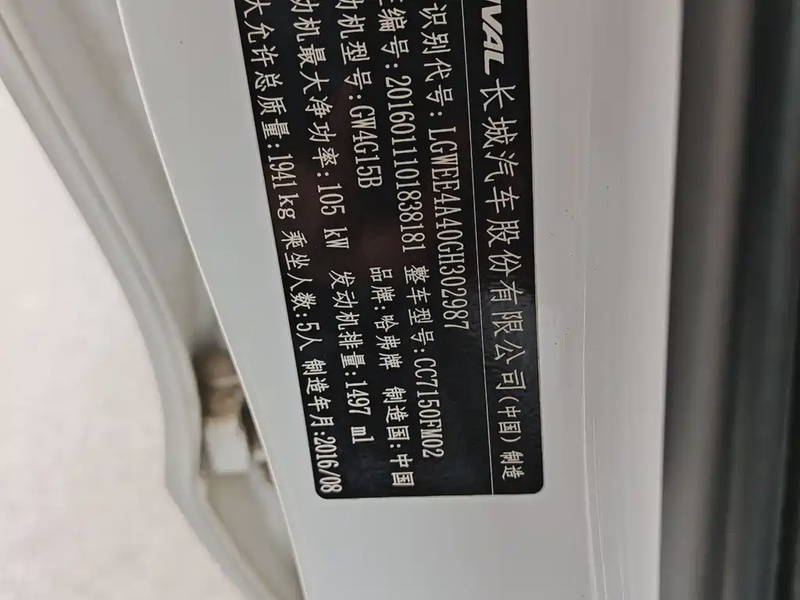 VAL 长城汽车股份有限公司(中国) 制造
识别代号:LGWEE4A40GH302987
编号:2016011101838181 整车型号:CC7150FM02
机型号:GW4G15B 品牌:哈弗牌 制造国:中国
动机最大净功率:105 kW 发动机排量:1497 ml
大允许总质量:1941kg 乘坐人数:5人 制造年月:2016/08